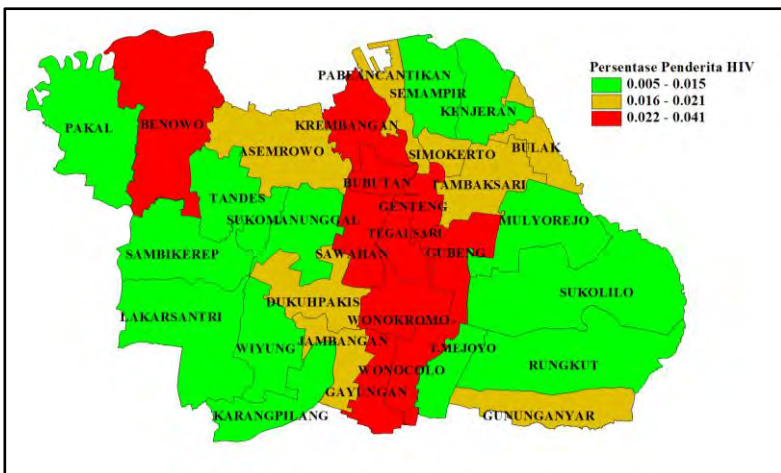 Persentase Penderita HIV
0.005 - 0.015
0.016 - 0.021
0.022 - 0.041
PABEANCANTIKAN
SEMAMPIR
KENJERAN
PAKAL
BENOWO
KREMBANGAN
ASEMROWO
SIMOKERTO
BULAK
BUBUTAN
TAMBAKSARI
TANDES
GENTENG
SUKOMANUNGGAL
MULYOREJO
TEGALSARI
SAMBIKEREP
SAWAHAN
GUBENG
SUKOLILO
DUKUHPAKIS
LAKARSANTRI
WONOKROMO
WIYUNG
JAMBANGAN
T.MEJOYO
RUNGKUT
WONOCOLO
GAYUNGAN
KARANGPILANG
GUNUNGANYAR